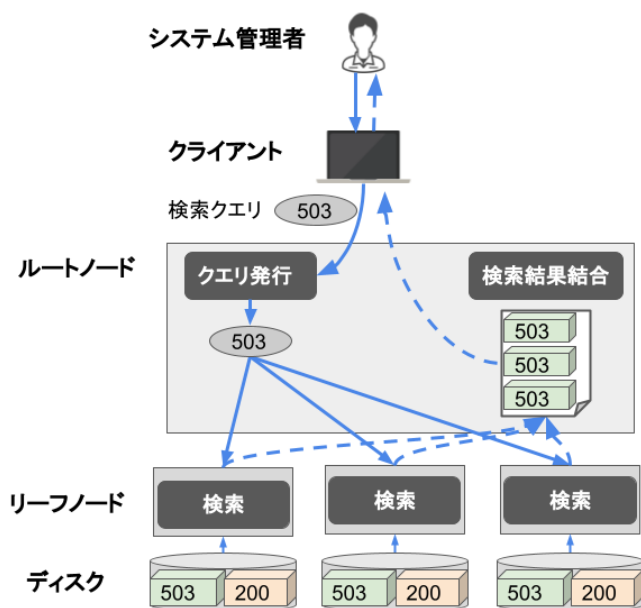 システム管理者
クライアント
検索クエリ 503
ルートノード
クエリ発行
検索結果結合
503
503
503
503
リーフノード
検索
検索
検索
ディスク
503 200
503 200
503 200